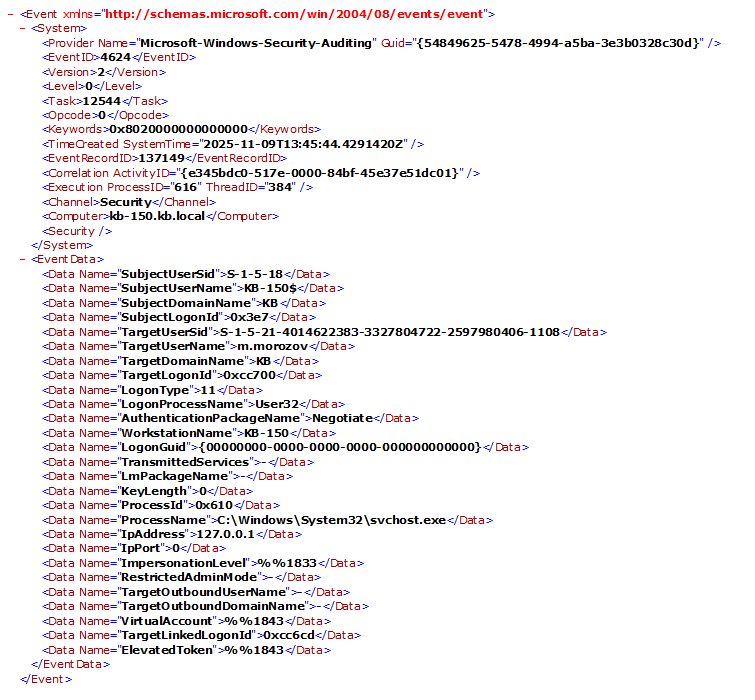 - <Event xmlns="http://schemas.microsoft.com/win/2004/08/events/event">
- <System>
<Provider Name="Microsoft-Windows-Security-Auditing" Guid="{54849625-5478-4994-a5ba-3e3b0328c30d}" />
<EventID>4624</EventID>
<Version>2</Version>
<Level>0</Level>
<Task>12544</Task>
<Opcode>0</Opcode>
<Keywords>0x8020000000000000</Keywords>
<TimeCreated SystemTime="2025-11-09T13:45:44.4291420Z" />
<EventRecordID>137149</EventRecordID>
<Correlation ActivityID="{e345bdc0-517e-0000-84bf-45e37e51dc01}" />
<Execution ProcessID="616" ThreadID="384" />
<Channel>Security</Channel>
<Computer>kb-150.kb.local</Computer>
<Security />
</System>
- <EventData>
<Data Name="SubjectUserSid">S-1-5-18</Data>
<Data Name="SubjectUserName">KB-150$</Data>
<Data Name="SubjectDomainName">KB</Data>
<Data Name="SubjectLogonId">0x3e7</Data>
<Data Name="TargetUserSid">S-1-5-21-4014622383-3327804722-2597980406-1108</Data>
<Data Name="TargetUserName">m.morozov</Data>
<Data Name="TargetDomainName">KB</Data>
<Data Name="TargetLogonId">0xcc700</Data>
<Data Name="LogonType">11</Data>
<Data Name="LogonProcessName">User32</Data>
<Data Name="AuthenticationPackageName">Negotiate</Data>
<Data Name="WorkstationName">KB-150</Data>
<Data Name="LogonGuid">{00000000-0000-0000-0000-000000000000}</Data>
<Data Name="TransmittedServices">-</Data>
<Data Name="LmPackageName">-</Data>
<Data Name="KeyLength">0</Data>
<Data Name="ProcessId">0x610</Data>
<Data Name="ProcessName">C:\Windows\System32\svchost.exe</Data>
<Data Name="IpAddress">127.0.0.1</Data>
<Data Name="IpPort">0</Data>
<Data Name="ImpersonationLevel">%%1833</Data>
<Data Name="RestrictedAdminMode">-</Data>
<Data Name="TargetOutboundUserName">-</Data>
<Data Name="TargetOutboundDomainName">-</Data>
<Data Name="VirtualAccount">%%1843</Data>
<Data Name="TargetLinkedLogonId">0xcc6cd</Data>
<Data Name="ElevatedToken">%%1843</Data>
</EventData>
</Event>